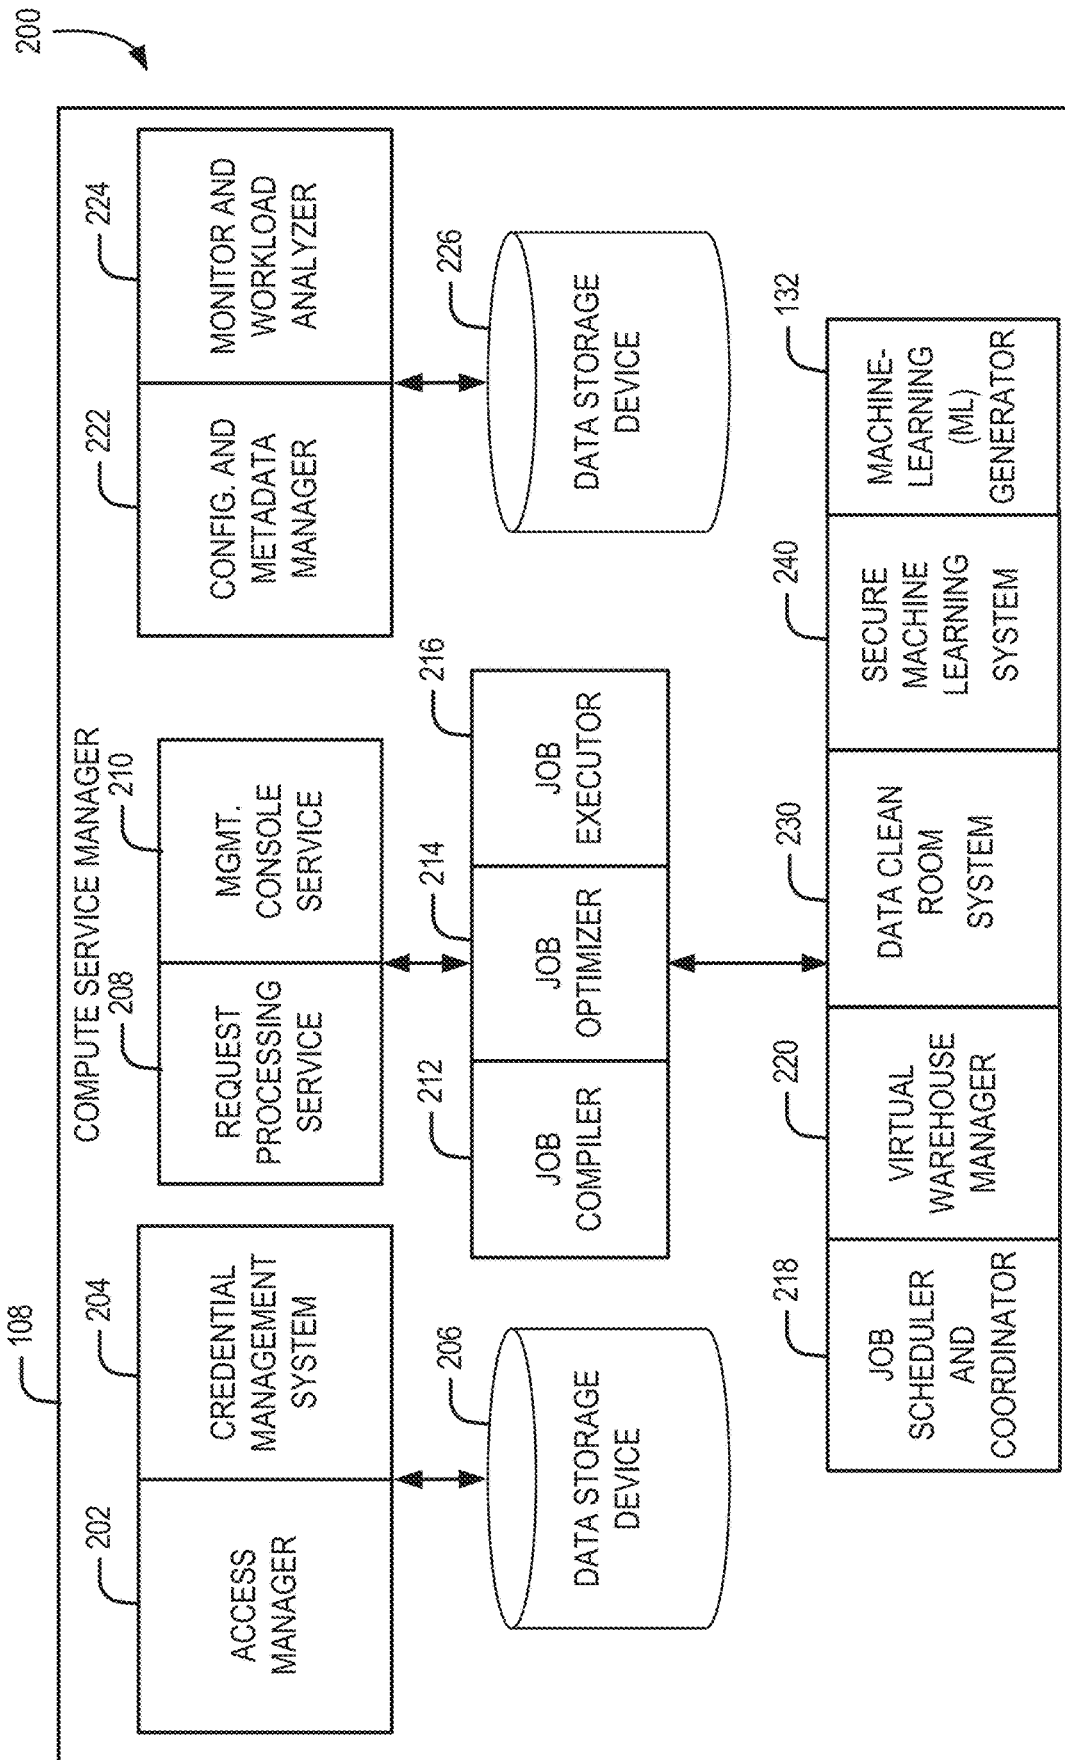 200
108
COMPUTE SERVICE MANAGER
202
204
ACCESS
MANAGER
CREDENTIAL
MANAGEMENT
SYSTEM
206
DATA STORAGE
DEVICE
208
210
REQUEST
PROCESSING
SERVICE
MGMT.
CONSOLE
SERVICE
222
224
CONFIG. AND
METADATA
MANAGER
MONITOR AND
WORKLOAD
ANALYZER
226
DATA STORAGE
DEVICE
212
214
216
JOB
COMPILER
JOB
OPTIMIZER
JOB
EXECUTOR
218
220
230
240
132
JOB
SCHEDULER
AND
COORDINATOR
VIRTUAL
WAREHOUSE
MANAGER
DATA CLEAN
ROOM
SYSTEM
SECURE
MACHINE
LEARNING
SYSTEM
MACHINE-
LEARNING
(ML)
GENERATOR